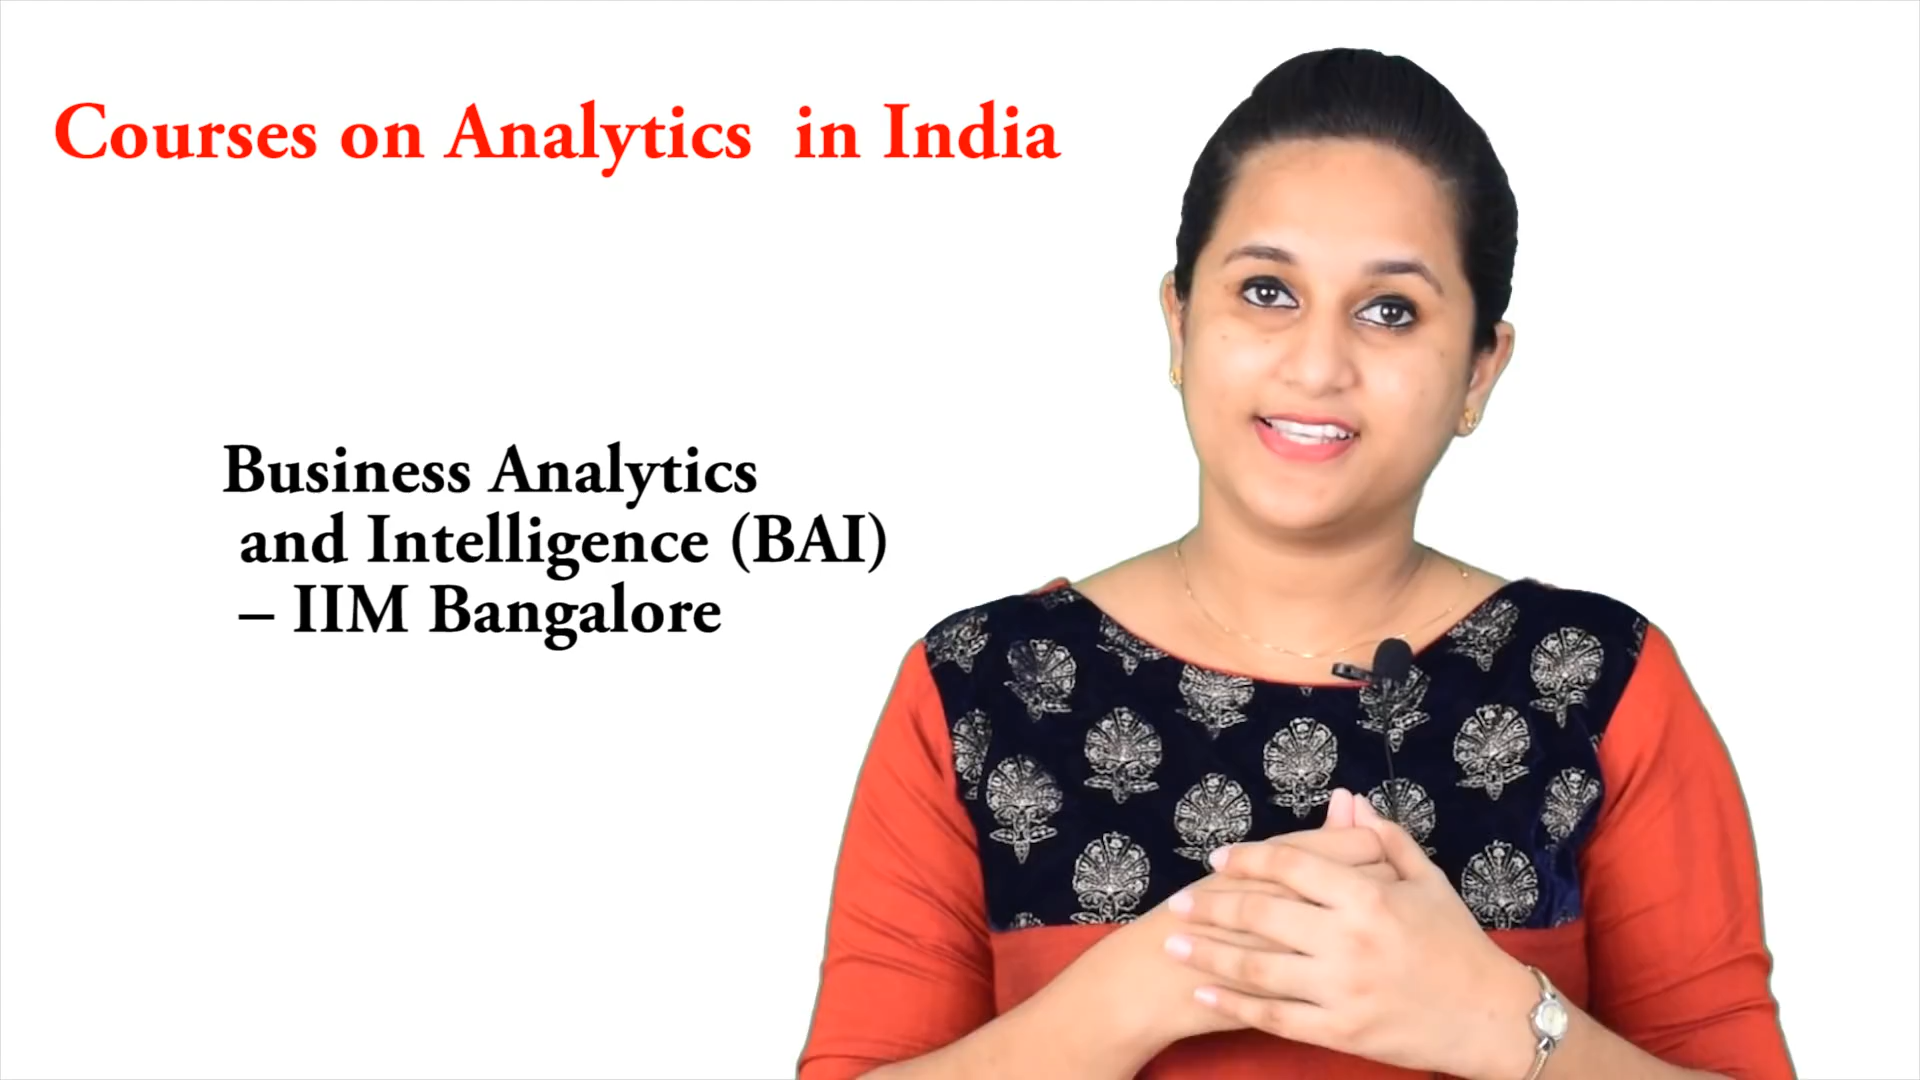 Courses on Analytics  in India
Business Analytics
and Intelligence (BAI)
– IIM Bangalore